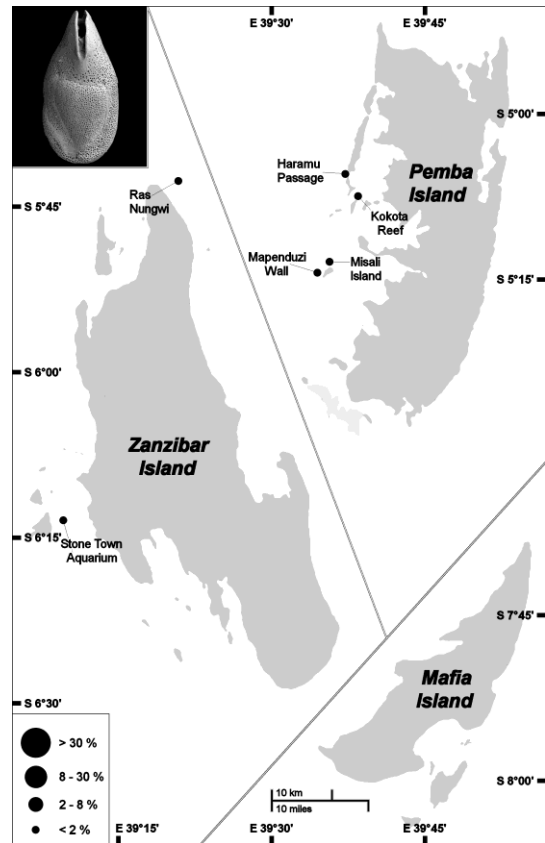 E 39°30'
E 39°45'
S 5°00'
Haramu
Passage
Pemba
Island
Ras
Nungwi
S 5°45'
Kokota
Reef
Mapenduzi
Wall
Misali
Island
S 5°15'
S 6°00'
Zanzibar
Island
Stone Town
Aquarium
S 6°15'
S 7°45'
Mafia
Island
S 6°30'
> 30 %
8 - 30 %
2 - 8 %
< 2 %
10 km
10 miles
S 8°00'
E 39°15'
E 39°30'
E 39°45'